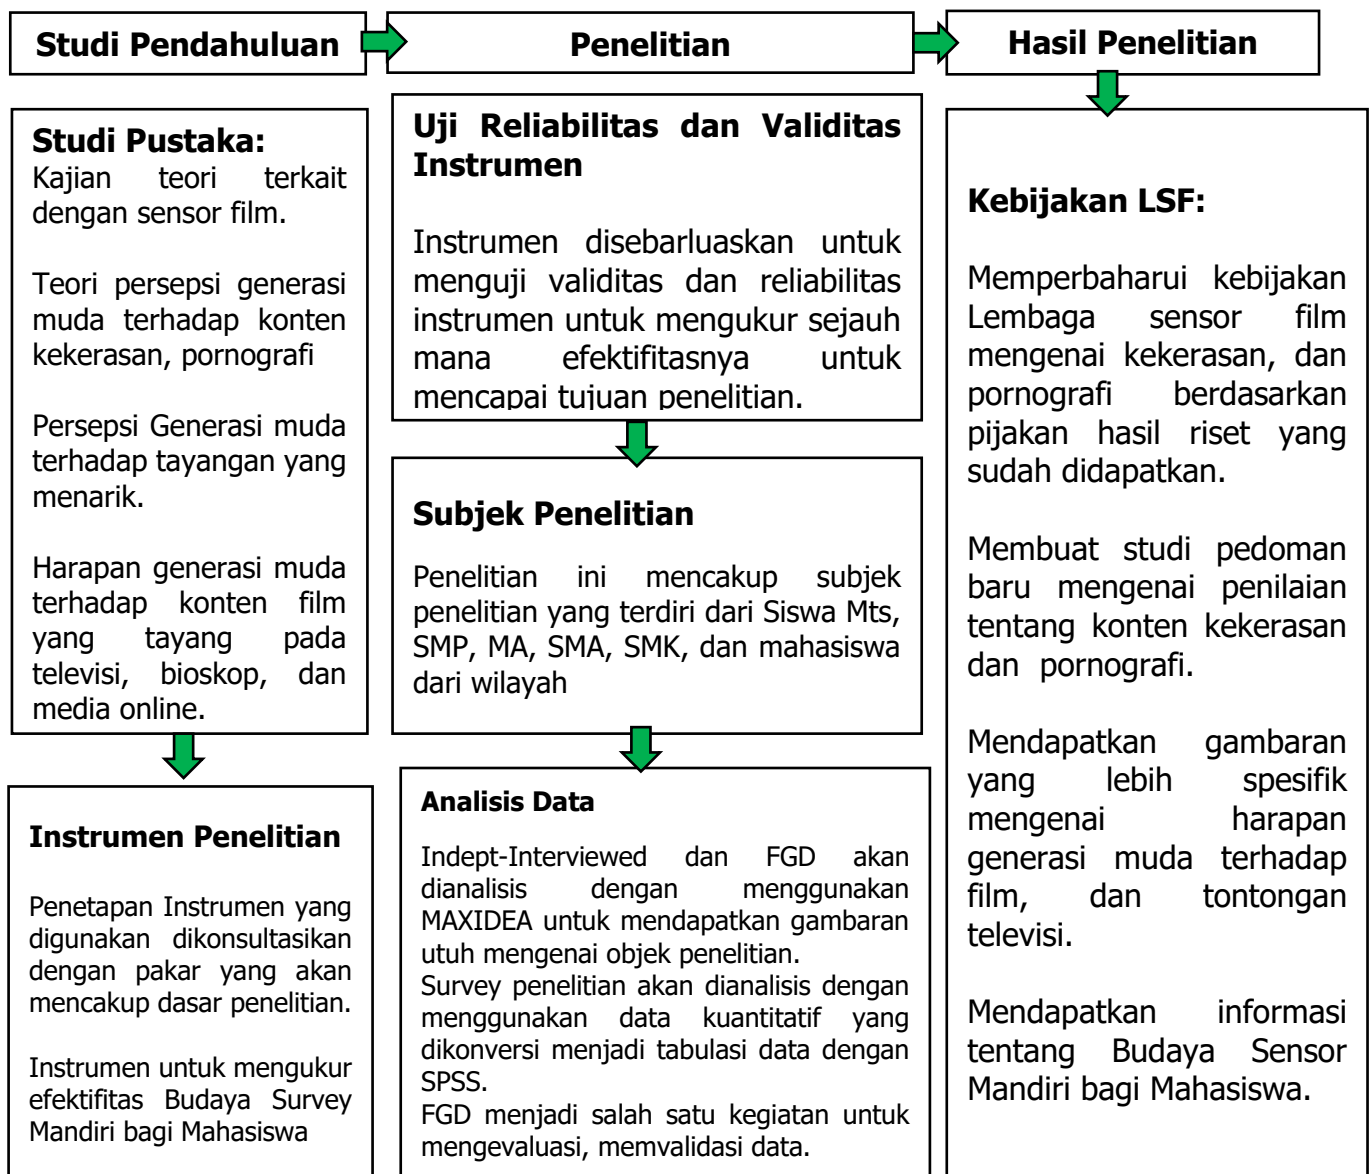 Studi Pendahuluan
Penelitian
Hasil Penelitian
Studi Pustaka:
Kajian teori terkait
dengan sensor film.
Teori persepsi generasi
muda terhadap konten
kekerasan, pornografi
Persepsi Generasi muda
terhadap tayangan yang
menarik.
Harapan generasi muda
terhadap konten film
yang tayang pada
televisi, bioskop, dan
media online.
Instrumen Penelitian
Penetapan Instrumen yang
digunakan dikonsultasikan
dengan pakar yang akan
mencakup dasar penelitian.
Instrumen untuk mengukur
efektifitas Budaya Survey
Mandiri bagi Mahasiswa
Uji Reliabilitas dan Validitas
Instrumen
Instrumen disebarluaskan untuk
menguji validitas dan reliabilitas
instrumen untuk mengukur sejauh
mana efektifitasnya untuk
mencapai tujuan penelitian.
Subjek Penelitian
Penelitian ini mencakup subjek
penelitian yang terdiri dari Siswa Mts,
SMP, MA, SMA, SMK, dan mahasiswa
dari wilayah
Analisis Data
Indept-Interviewed dan FGD akan
dianalisis dengan menggunakan
MAXIDEA untuk mendapatkan gambaran
utuh mengenai objek penelitian.
Survey penelitian akan dianalisis dengan
menggunakan data kuantitatif yang
dikonversi menjadi tabulasi data dengan
SPSS.
FGD menjadi salah satu kegiatan untuk
mengevaluasi, memvalidasi data.
Kebijakan LSF:
Memperbaharui kebijakan
Lembaga sensor film
mengenai kekerasan, dan
pornografi berdasarkan
pijakan hasil riset yang
sudah didapatkan.
Membuat studi pedoman
baru mengenai penilaian
tentang konten kekerasan
dan pornografi.
Mendapatkan gambaran
yang lebih spesifik
mengenai harapan
generasi muda terhadap
film, dan tontongan
televisi.
Mendapatkan informasi
tentang Budaya Sensor
Mandiri bagi Mahasiswa.